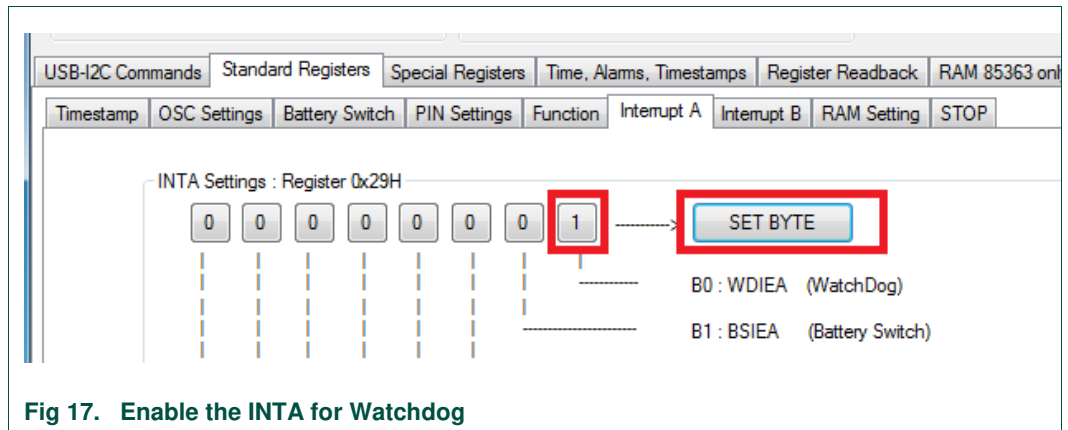 USB-I2C Commands Standard Registers Special Registers Time, Alarms, Timestamps Register Readback RAM 85363
Timestamp OSC Settings Battery Switch PIN Settings Function Interrupt A Interrupt B RAM Setting STOP
INTA Settings : Register 0x29H
0 0 0 0 0 0 0 1 ----------> SET BYTE
B0 : WDIEA (WatchDog)
B1 : BSIEA (Battery Switch)
Fig 17. Enable the INTA for Watchdog